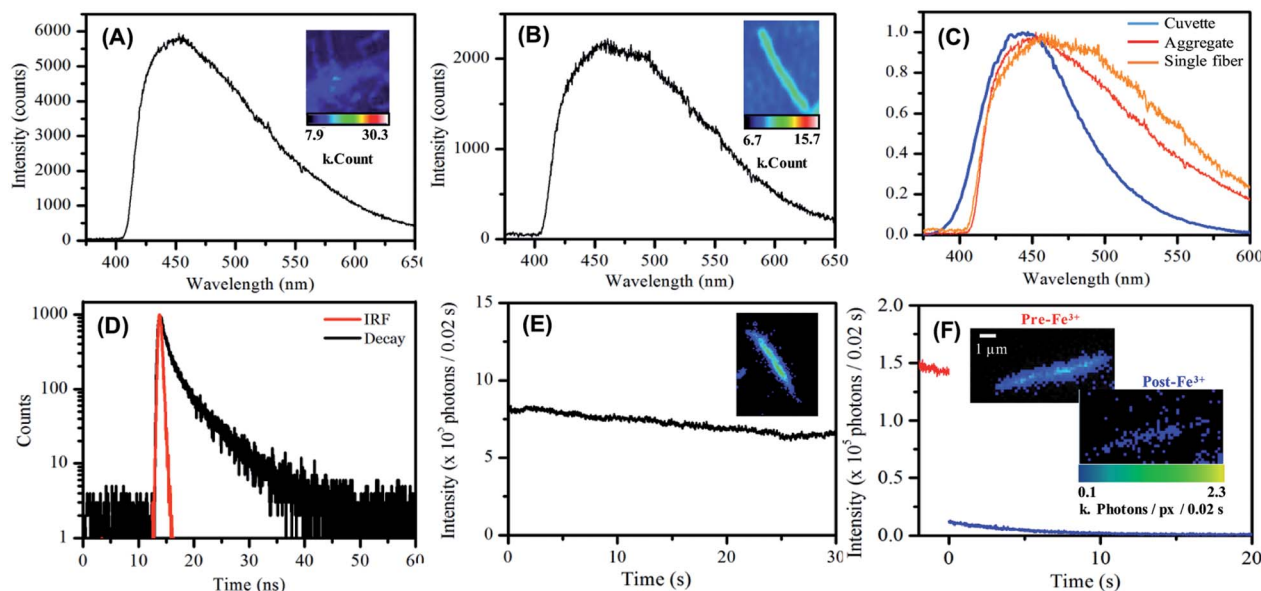 (A)
6000
5000
4000
3000
2000
1000
0
Intensity (counts)
400 450 500 550 600 650
Wavelength (nm)
7.9 30.3
k.Count
(B)
2000
1000
0
Intensity (counts)
400 450 500 550 600 650
Wavelength (nm)
6.7 15.7
k.Count
(C)
1.0
0.8
0.6
0.4
0.2
0.0
Cuvette
Aggregate
Single fiber
400 450 500 550 600
Wavelength (nm)
(D)
1000
100
10
1
Counts
IRF
Decay
0 10 20 30 40 50 60
Time (ns)
(E)
15
10
5
0
Intensity (x 10⁵ photons / 0.02 s)
0 10 20 30
Time (s)
(F)
2.0
1.5
1.0
0.5
0.0
Intensity (x 10⁵ photons / 0.02 s)
Pre-Fe³⁺
1 µm
Post-Fe³⁺
0.1 2.3
k. Photons / px / 0.02 s
0 10 20
Time (s)